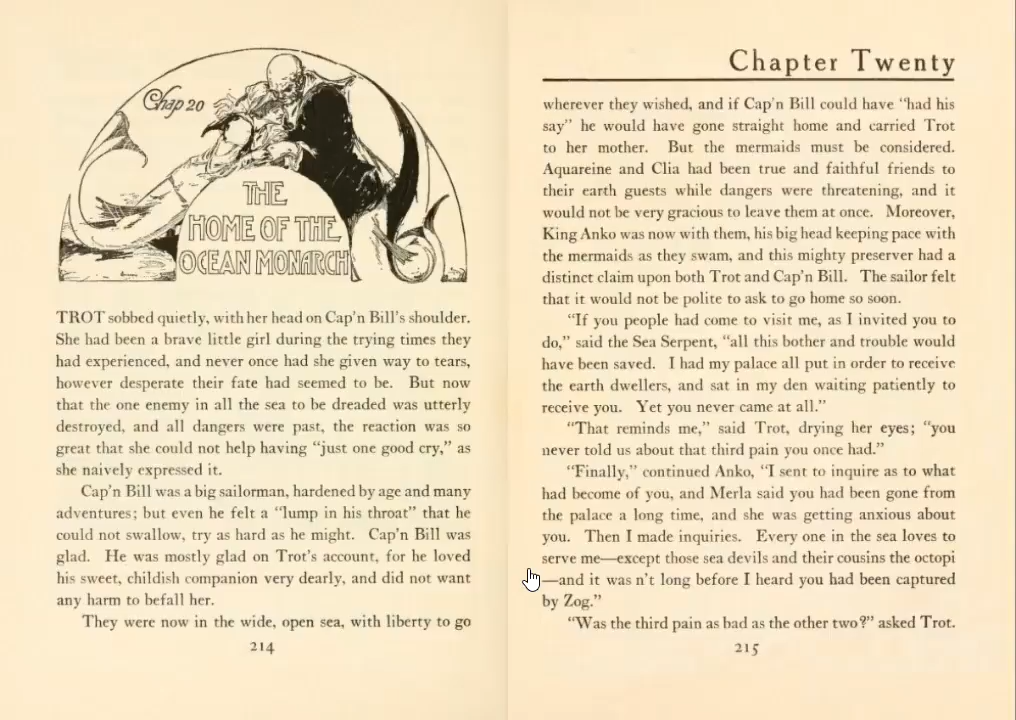 Chap 20
THE
HOME OF THE
OCEAN MONARCH
TROT sobbed quietly, with her head on Cap'n Bill's shoulder.
She had been a brave little girl during the trying times they
had experienced, and never once had she given way to tears,
however desperate their fate had seemed to be. But now
that the one enemy in all the sea to be dreaded was utterly
destroyed, and all dangers were past, the reaction was so
great that she could not help having “just one good cry,” as
she naively expressed it.
Cap'n Bill was a big sailorman, hardened by age and many
adventures; but even he felt a “lump in his throat” that he
could not swallow, try as hard as he might. Cap'n Bill was
glad. He was mostly glad on Trot's account, for he loved
his sweet, childish companion very dearly, and did not want
any harm to befall her.
They were now in the wide, open sea, with liberty to go
214
Chapter Twenty
wherever they wished, and if Cap'n Bill could have “had his
say” he would have gone straight home and carried Trot
to her mother. But the mermaids must be considered.
Aquareine and Clia had been true and faithful friends to
their earth guests while dangers were threatening, and it
would not be very gracious to leave them at once. Moreover,
King Anko was now with them, his big head keeping pace with
the mermaids as they swam, and this mighty preserver had a
distinct claim upon both Trot and Cap'n Bill. The sailor felt
that it would not be polite to ask to go home so soon.
“If you people had come to visit me, as I invited you to
do,” said the Sea Serpent, “all this bother and trouble would
have been saved. I had my palace all put in order to receive
the earth dwellers, and sat in my den waiting patiently to
receive you. Yet you never came at all.”
“That reminds me,” said Trot, drying her eyes; “you
never told us about that third pain you once had.”
“Finally,” continued Anko, “I sent to inquire as to what
had become of you, and Merla said you had been gone from
the palace a long time, and she was getting anxious about
you. Then I made inquiries. Every one in the sea loves to
serve me—except those sea devils and their cousins the octopi
—and it was n't long before I heard you had been captured
by Zog.”
“Was the third pain as bad as the other two?” asked Trot.
215